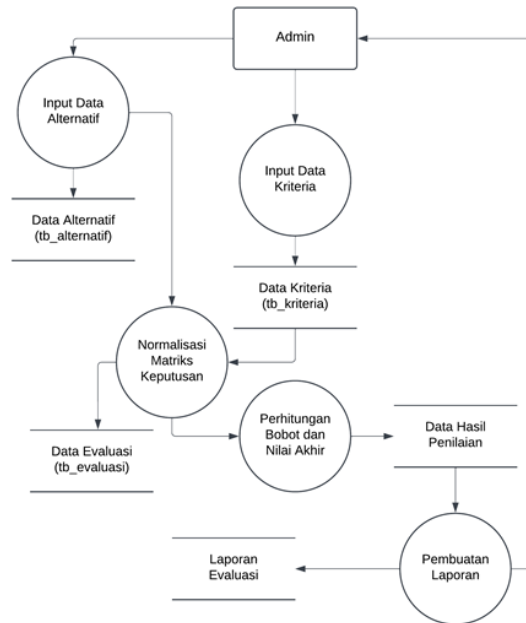 Admin
Input Data
Alternatif
Input Data
Kriteria
Data Alternatif
(tb_alternatif)
Data Kriteria
(tb_kriteria)
Normalisasi
Matriks
Keputusan
Perhitungan
Bobot dan
Nilai Akhir
Data Hasil
Penilaian
Data Evaluasi
(tb_evaluasi)
Laporan
Evaluasi
Pembuatan
Laporan